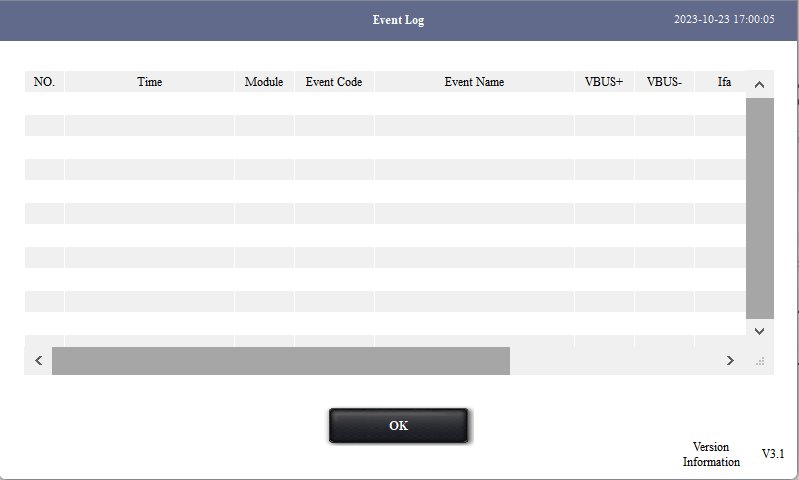 Event Log
2023-10-23 17:00:05
NO. Time Module Event Code Event Name VBUS+ VBUS- Ifa
OK
Version
Information
V3.1